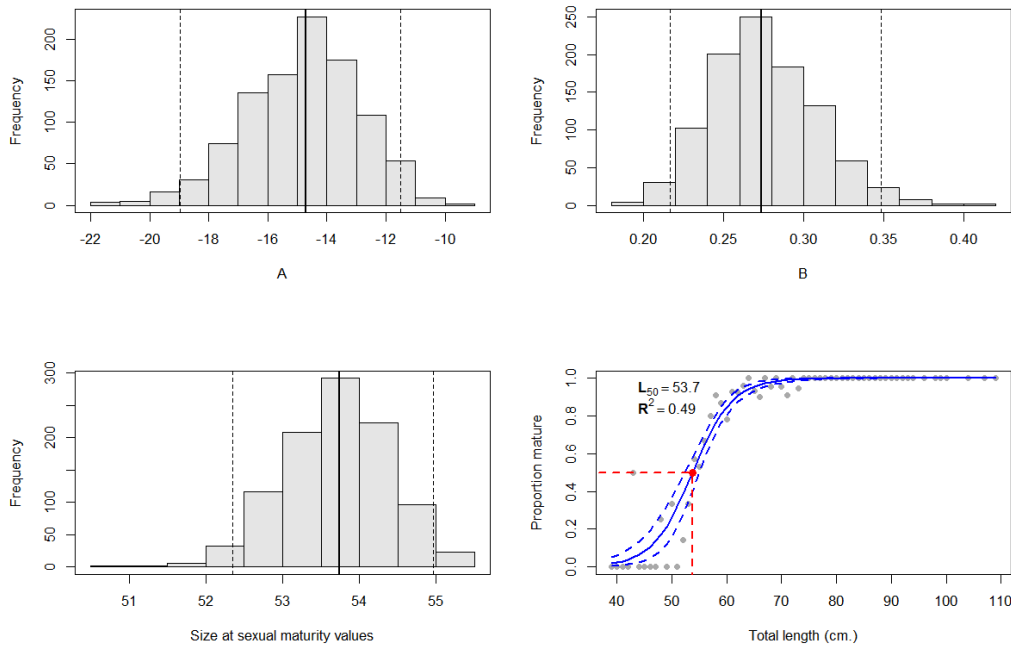 Frequency
0 50 100 150 200
-22 -20 -18 -16 -14 -12 -10
A
Frequency
0 50 100 150 200 250
0.20 0.25 0.30 0.35 0.40
B
Frequency
0 50 100 200 300
51 52 53 54 55
Size at sexual maturity values
Proportion mature
0.0 0.2 0.4 0.6 0.8 1.0
L50 = 53.7
R2 = 0.49
40 50 60 70 80 90 100 110
Total length (cm.)